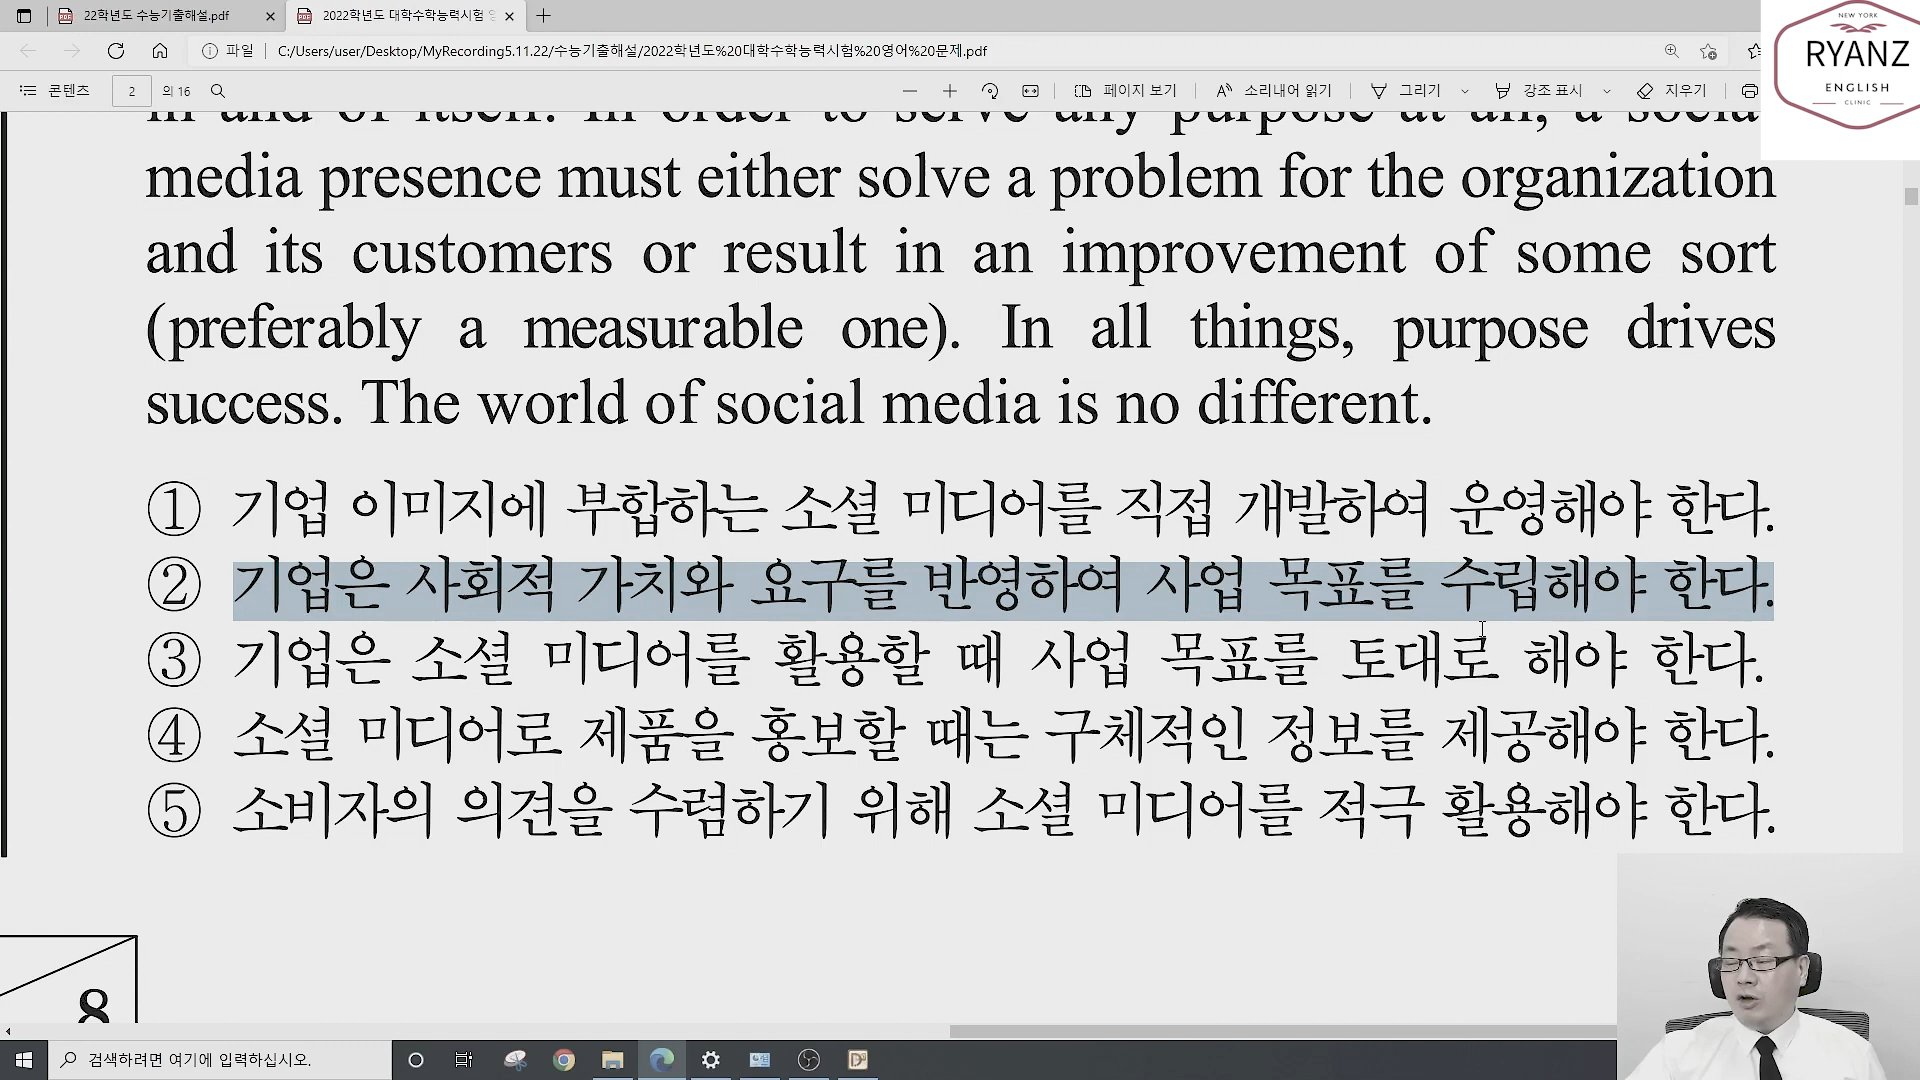 22학년도 수능기출해설.pdf
2022학년도 대학수학능력시험
파일
C:/Users/user/Desktop/MyRecording5.11.22/수능기출해설/2022학년도%20대학수학능력시험%20영어%20문제.pdf
콘텐츠
2
의 16
페이지 보기
소리내어 읽기
그리기
강조 표시
지우기
NEW YORK
RYANZ
ENGLISH
CLINIC
in and of itself. In order to serve any purpose at all, a social
media presence must either solve a problem for the organization
and its customers or result in an improvement of some sort
(preferably a measurable one). In all things, purpose drives
success. The world of social media is no different.
① 기업 이미지에 부합하는 소셜 미디어를 직접 개발하여 운영해야 한다.
② 기업은 사회적 가치와 요구를 반영하여 사업 목표를 수립해야 한다.
③ 기업은 소셜 미디어를 활용할 때 사업 목표를 토대로 해야 한다.
④ 소셜 미디어로 제품을 홍보할 때는 구체적인 정보를 제공해야 한다.
⑤ 소비자의 의견을 수렴하기 위해 소셜 미디어를 적극 활용해야 한다.
8
검색하려면 여기에 입력하십시오.